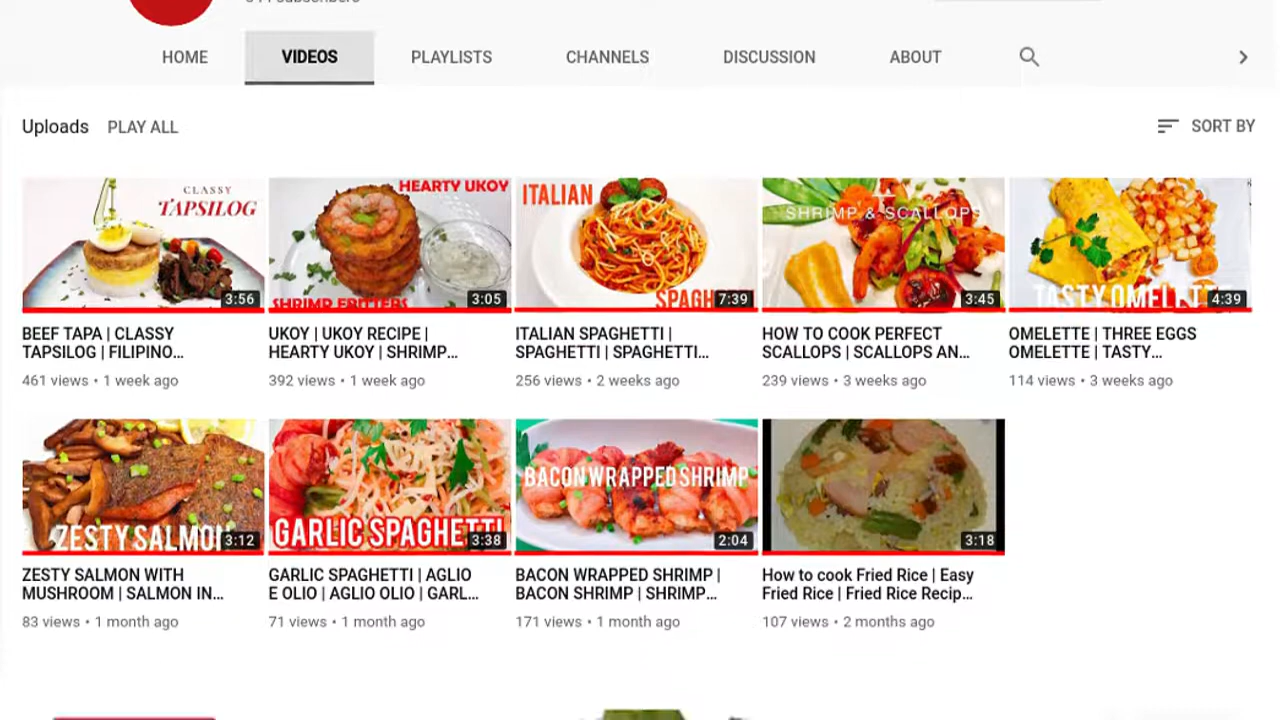 HOME VIDEOS PLAYLISTS CHANNELS DISCUSSION ABOUT
Uploads PLAY ALL SORT BY
CLASSY
TAPSILOG
3:56
HEARTY UKOY
SHRIMP FRITTERS
3:05
ITALIAN
SPAGH
7:39
SHRIMP & SCALLOPS
3:45
TASTY OMELETTE
4:39
BEEF TAPA | CLASSY
TAPSILOG | FILIPINO...
461 views • 1 week ago
UKOY | UKOY RECIPE |
HEARTY UKOY | SHRIMP...
392 views • 1 week ago
ITALIAN SPAGHETTI |
SPAGHETTI | SPAGHETTI...
256 views • 2 weeks ago
HOW TO COOK PERFECT
SCALLOPS | SCALLOPS AN...
239 views • 3 weeks ago
OMELETTE | THREE EGGS
OMELETTE | TASTY...
114 views • 3 weeks ago
ZESTY SALMON
3:12
GARLIC SPAGHETTI
3:38
BACON WRAPPED SHRIMP
2:04
3:18
ZESTY SALMON WITH
MUSHROOM | SALMON IN...
83 views • 1 month ago
GARLIC SPAGHETTI | AGLIO
E OLIO | AGLIO OLIO | GARL...
71 views • 1 month ago
BACON WRAPPED SHRIMP |
BACON SHRIMP | SHRIMP...
171 views • 1 month ago
How to cook Fried Rice | Easy
Fried Rice | Fried Rice Recip...
107 views • 2 months ago